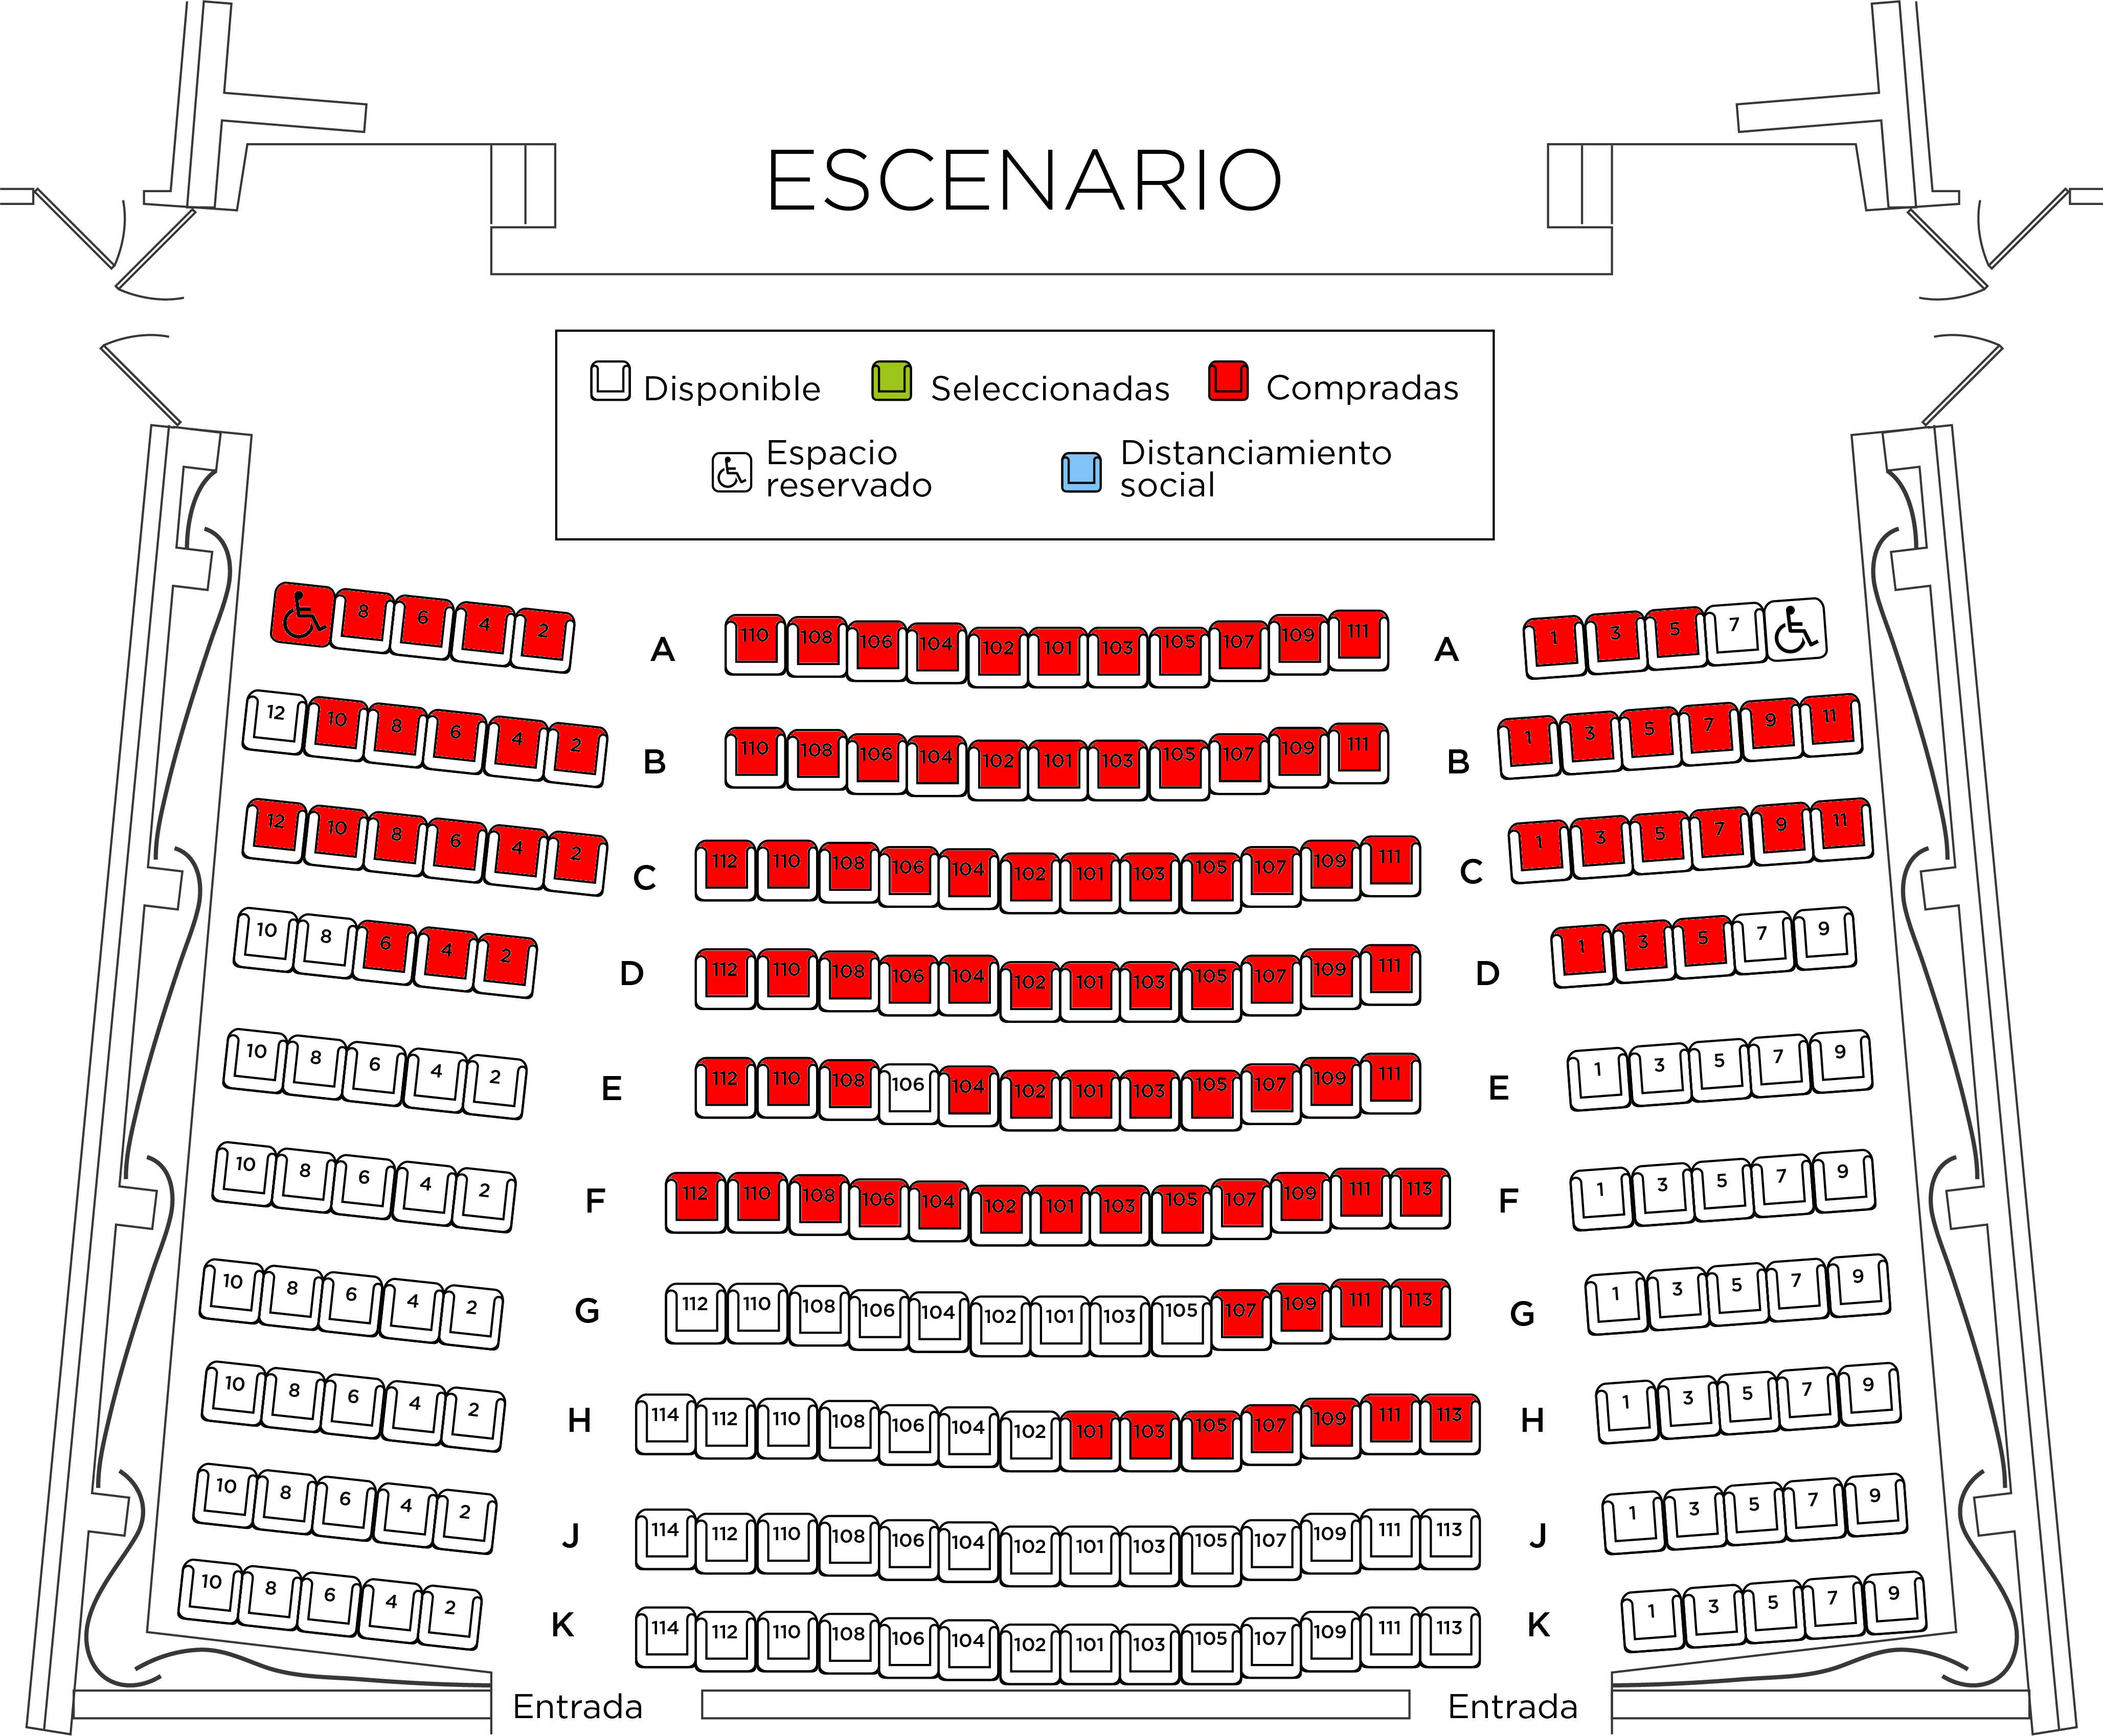 ESCENARIO
Disponible Seleccionadas Compradas
Espacio reservado Distanciamiento social
8 6 4 2 A 110 108 106 104 102 101 103 105 107 109 111 A 1 3 5 7
12 10 8 6 4 2 B 110 108 106 104 102 101 103 105 107 109 111 B 1 3 5 7 9 11
12 10 8 6 4 2 C 112 110 108 106 104 102 101 103 105 107 109 111 C 1 3 5 7 9 11
10 8 6 4 2 D 112 110 108 106 104 102 101 103 105 107 109 111 D 1 3 5 7 9
10 8 6 4 2 E 112 110 108 106 104 102 101 103 105 107 109 111 E 1 3 5 7 9
10 8 6 4 2 F 112 110 108 106 104 102 101 103 105 107 109 111 113 F 1 3 5 7 9
10 8 6 4 2 G 112 110 108 106 104 102 101 103 105 107 109 111 113 G 1 3 5 7 9
10 8 6 4 2 H 114 112 110 108 106 104 102 101 103 105 107 109 111 113 H 1 3 5 7 9
10 8 6 4 2 J 114 112 110 108 106 104 102 101 103 105 107 109 111 113 J 1 3 5 7 9
10 8 6 4 2 K 114 112 110 108 106 104 102 101 103 105 107 109 111 113 K 1 3 5 7 9
Entrada Entrada